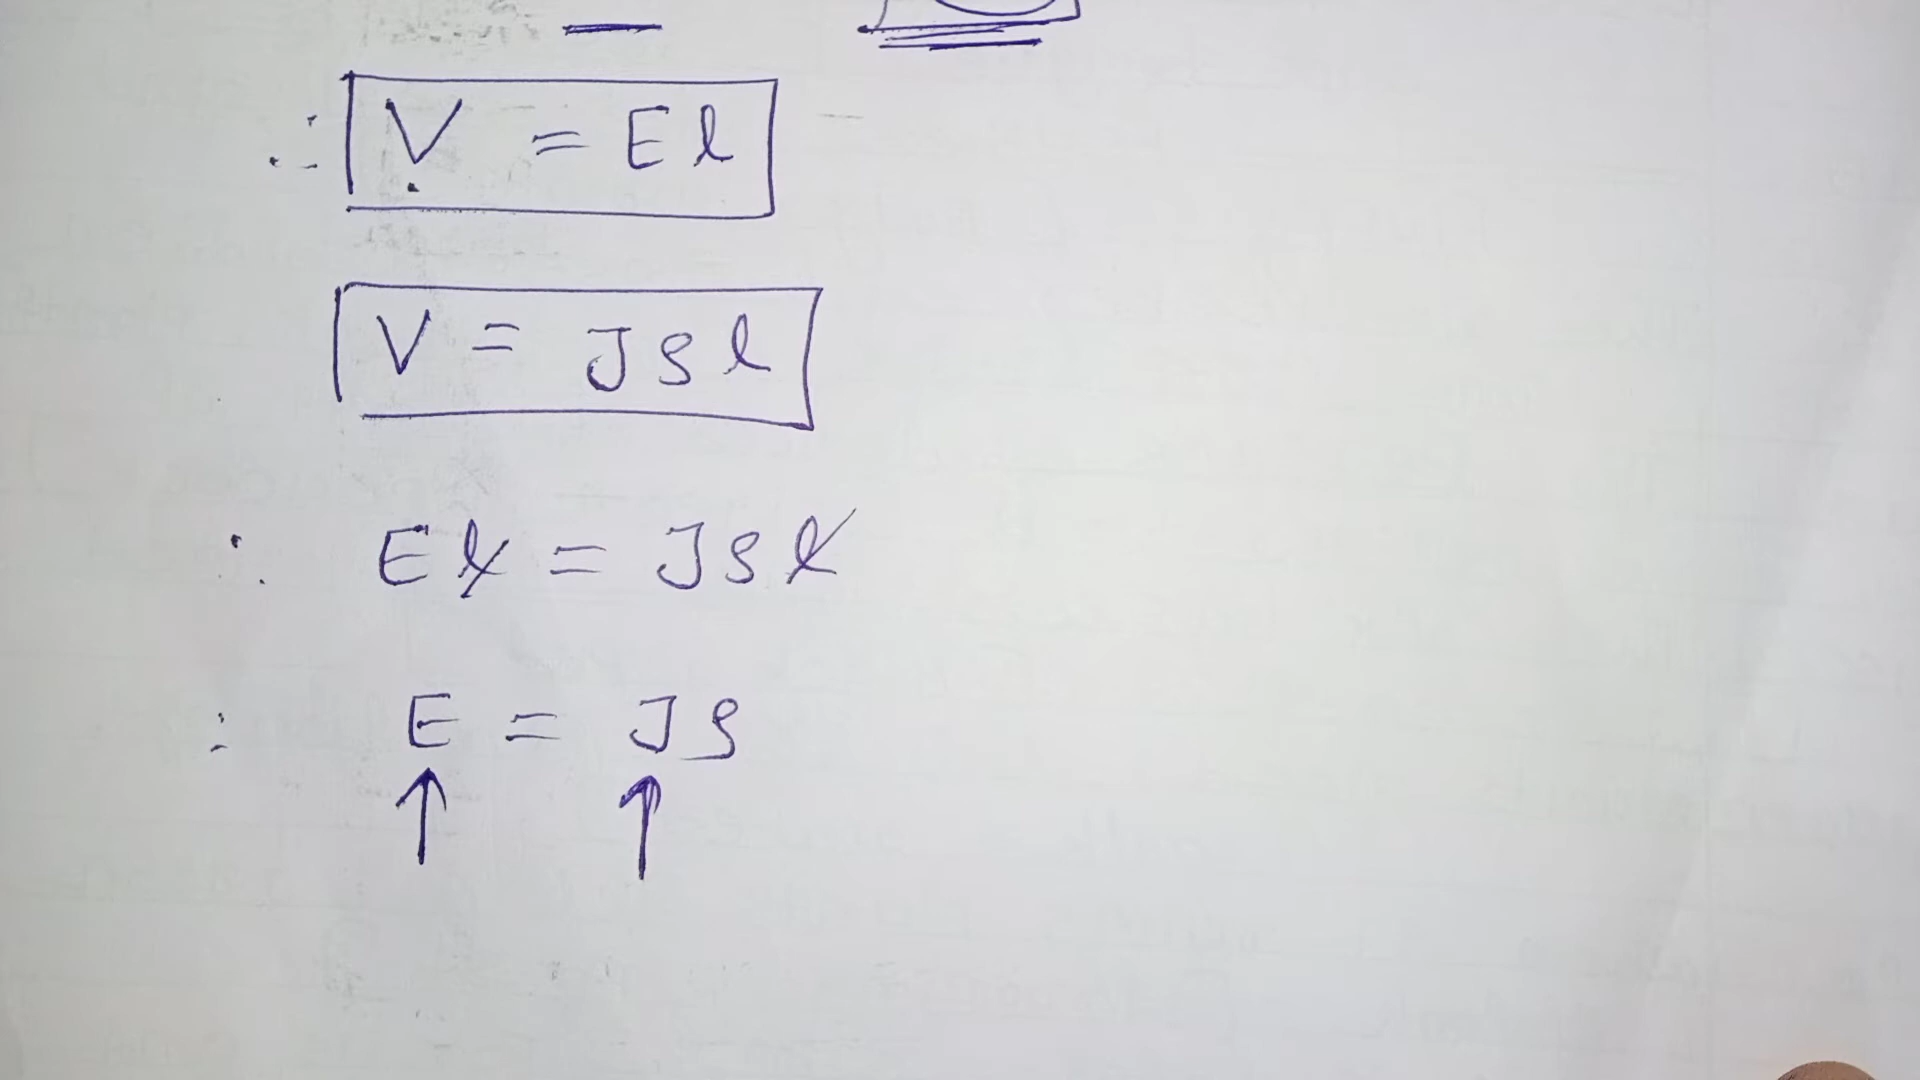 ∴ V = El
V = Jρl
∴ El = Jρl
∴ E = Jρ